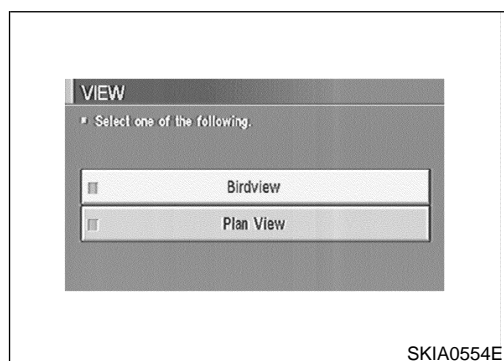 VIEW
Select one of the following.
Birdview
Plan View
SKIA0554E